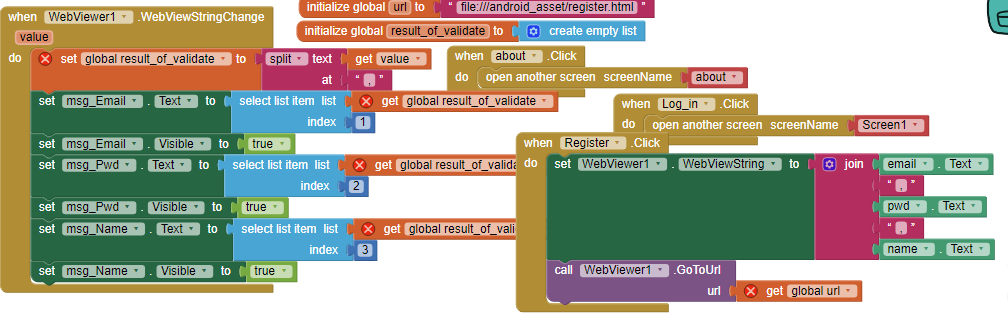 when WebViewer1 .WebViewStringChange
value
do set global result_of_validate to split text get value
at " , "
set msg_Email . Text to select list item list get global result_of_validate
index 1
set msg_Email . Visible to true
set msg_Pwd . Text to select list item list get global result_of_valida
index 2
set msg_Pwd . Visible to true
set msg_Name . Text to select list item list get global result_of_vali
index 3
set msg_Name . Visible to true
initialize global url to " file:///android_asset/register.html "
initialize global result_of_validate to create empty list
when about .Click
do open another screen screenName about
when Log_in .Click
do open another screen screenName Screen1
when Register .Click
do set WebViewer1 . WebViewString to join email . Text
" , "
pwd . Text
" , "
name . Text
call WebViewer1 .GoToUrl
url get global url